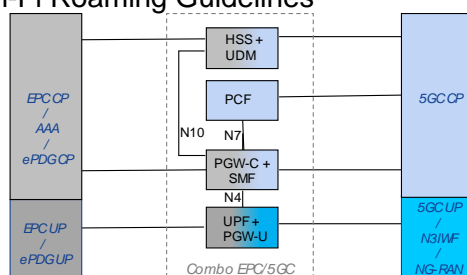 i-Fi Roaming Guidelines
HSS +
UDM
PCF
N10
N7
PGW-C +
SMF
N4
UPF +
PGW-U
Combo EPC/5GC
EPC CP
/
AAA
/
ePDG CP
EPC UP
/
ePDG UP
5GC CP
5GC UP
/
N3IWF
/
NG-RAN